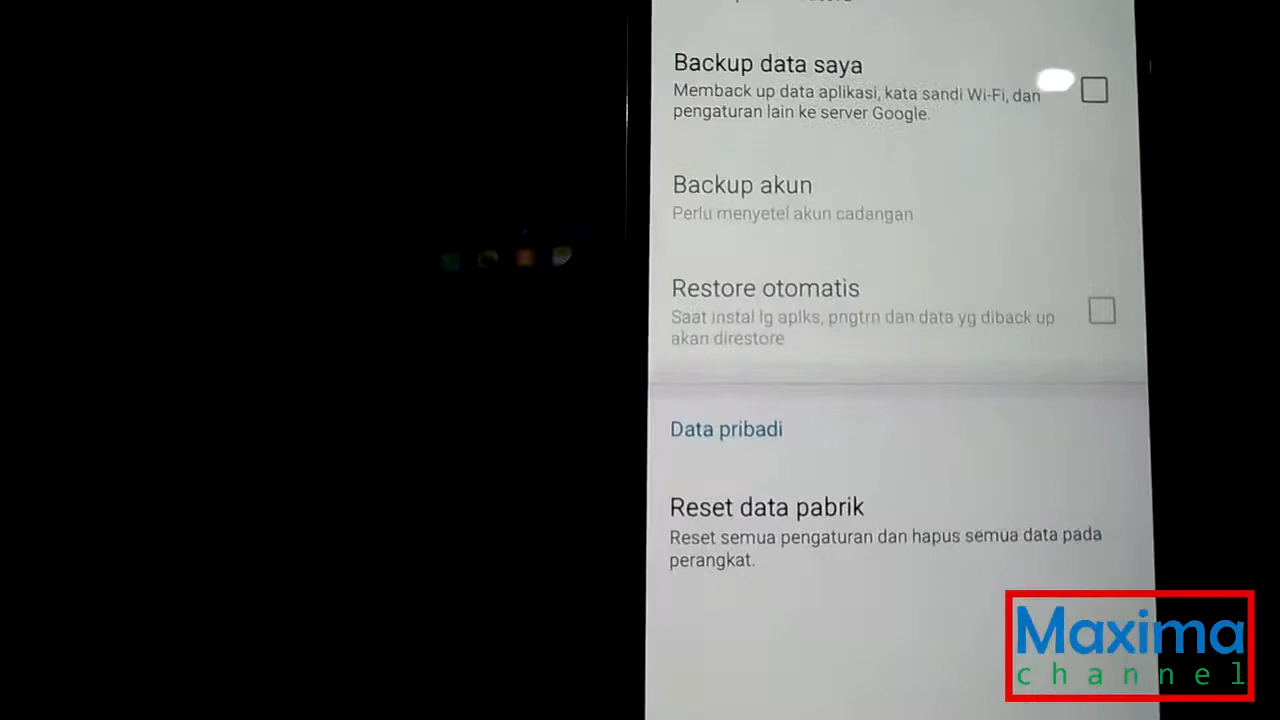 Backup data saya
Memback up data aplikasi, kata sandi Wi-Fi, dan
pengaturan lain ke server Google.
Backup akun
Perlu menyetel akun cadangan
Restore otomatis
Saat instal lg aplks, pngtrn dan data yg diback up
akan direstore
Data pribadi
Reset data pabrik
Reset semua pengaturan dan hapus semua data pada
perangkat.
Maxima
channel